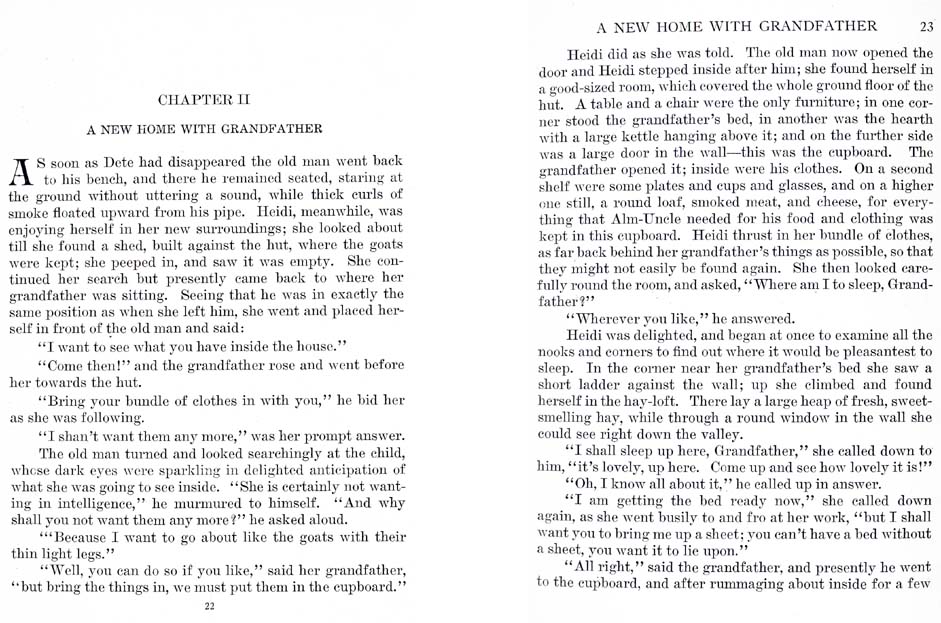 CHAPTER II
A NEW HOME WITH GRANDFATHER
AS soon as Dete had disappeared the old man went back
to his bench, and there he remained seated, staring at
the ground without uttering a sound, while thick curls of
smoke floated upward from his pipe. Heidi, meanwhile, was
enjoying herself in her new surroundings; she looked about
till she found a shed, built against the hut, where the goats
were kept; she peeped in, and saw it was empty. She con-
tinued her search but presently came back to where her
grandfather was sitting. Seeing that he was in exactly the
same position as when she left him, she went and placed her-
self in front of the old man and said:
“I want to see what you have inside the house.”
“Come then!” and the grandfather rose and went before
her towards the hut.
“Bring your bundle of clothes in with you,” he bid her
as she was following.
“I shan’t want them any more,” was her prompt answer.
The old man turned and looked searchingly at the child,
whose dark eyes were sparkling in delighted anticipation of
what she was going to see inside. “She is certainly not want-
ing in intelligence,” he murmured to himself. “And why
shall you not want them any more?” he asked aloud.
“‘Because I want to go about like the goats with their
thin light legs.”
“Well, you can do so if you like,” said her grandfather,
“but bring the things in, we must put them in the cupboard.”
22
A NEW HOME WITH GRANDFATHER 23
Heidi did as she was told. The old man now opened the
door and Heidi stepped inside after him; she found herself in
a good-sized room, which covered the whole ground floor of the
hut. A table and a chair were the only furniture; in one cor-
ner stood the grandfather’s bed, in another was the hearth
with a large kettle hanging above it; and on the further side
was a large door in the wall—this was the cupboard. The
grandfather opened it; inside were his clothes. On a second
shelf were some plates and cups and glasses, and on a higher
one still, a round loaf, smoked meat, and cheese, for every-
thing that Alm-Uncle needed for his food and clothing was
kept in this cupboard. Heidi thrust in her bundle of clothes,
as far back behind her grandfather’s things as possible, so that
they might not easily be found again. She then looked care-
fully round the room, and asked, “Where am I to sleep, Grand-
father?”
“Wherever you like,” he answered.
Heidi was delighted, and began at once to examine all the
nooks and corners to find out where it would be pleasantest to
sleep. In the corner near her grandfather’s bed she saw a
short ladder against the wall; up she climbed and found
herself in the hay-loft. There lay a large heap of fresh, sweet-
smelling hay, while through a round window in the wall she
could see right down the valley.
“I shall sleep up here, Grandfather,” she called down to
him, “it’s lovely, up here. Come up and see how lovely it is!”
“Oh, I know all about it,” he called up in answer.
“I am getting the bed ready now,” she called down
again, as she went busily to and fro at her work, “but I shall
want you to bring me up a sheet; you can’t have a bed without
a sheet, you want it to lie upon.”
“All right,” said the grandfather, and presently he went
to the cupboard, and after rummaging about inside for a few